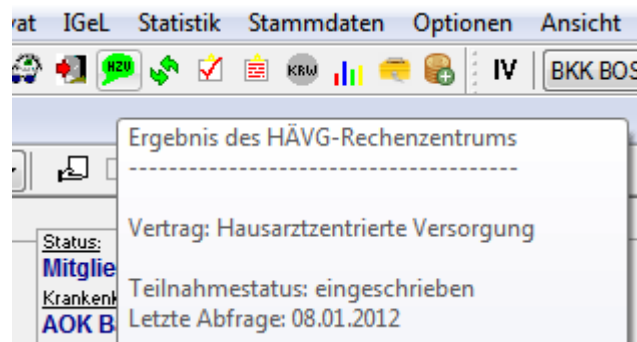 vat IGeL Statistik Stammdaten Optionen Ansicht
HZV KRW IV BKK BOS
Ergebnis des HÄVG-Rechenzentrums
---------------------------------------
Vertrag: Hausarztzentrierte Versorgung
Status:
Mitglie
Teilnahmestatus: eingeschrieben
Krankenk
Letzte Abfrage: 08.01.2012
AOK B